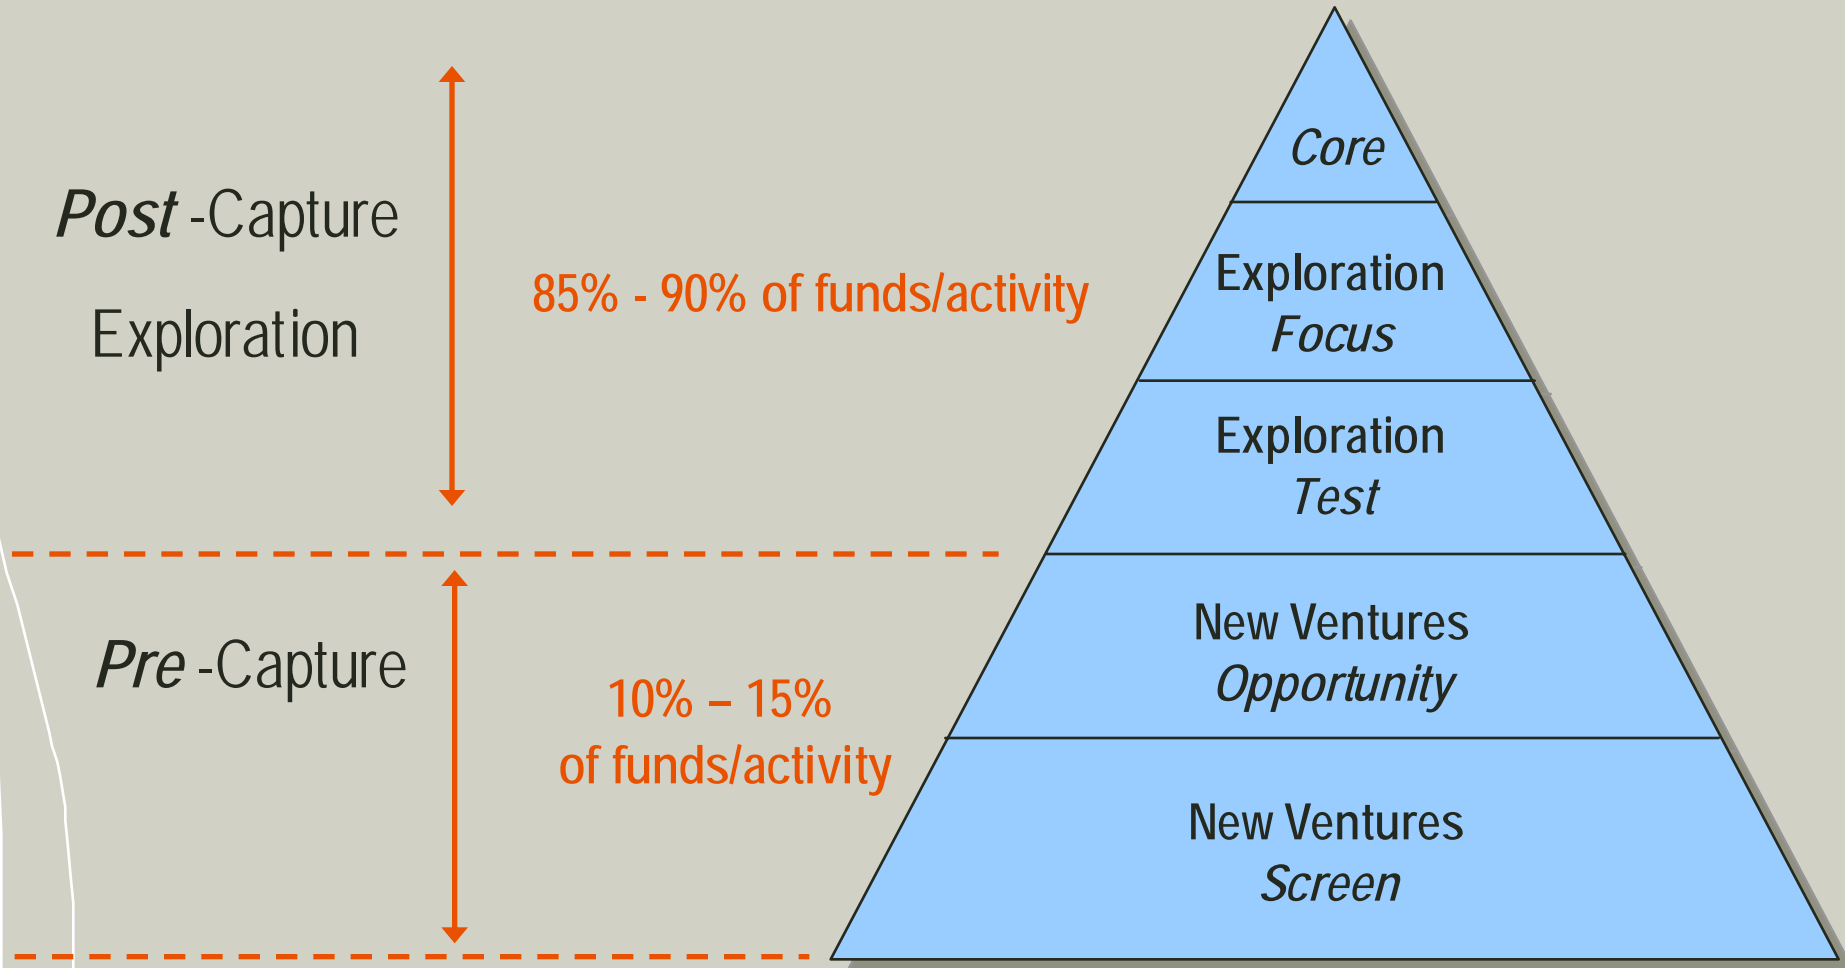 Post -Capture
Exploration
85% - 90% of funds/activity
Pre -Capture
10% – 15%
of funds/activity
Core
Exploration
Focus
Exploration
Test
New Ventures
Opportunity
New Ventures
Screen